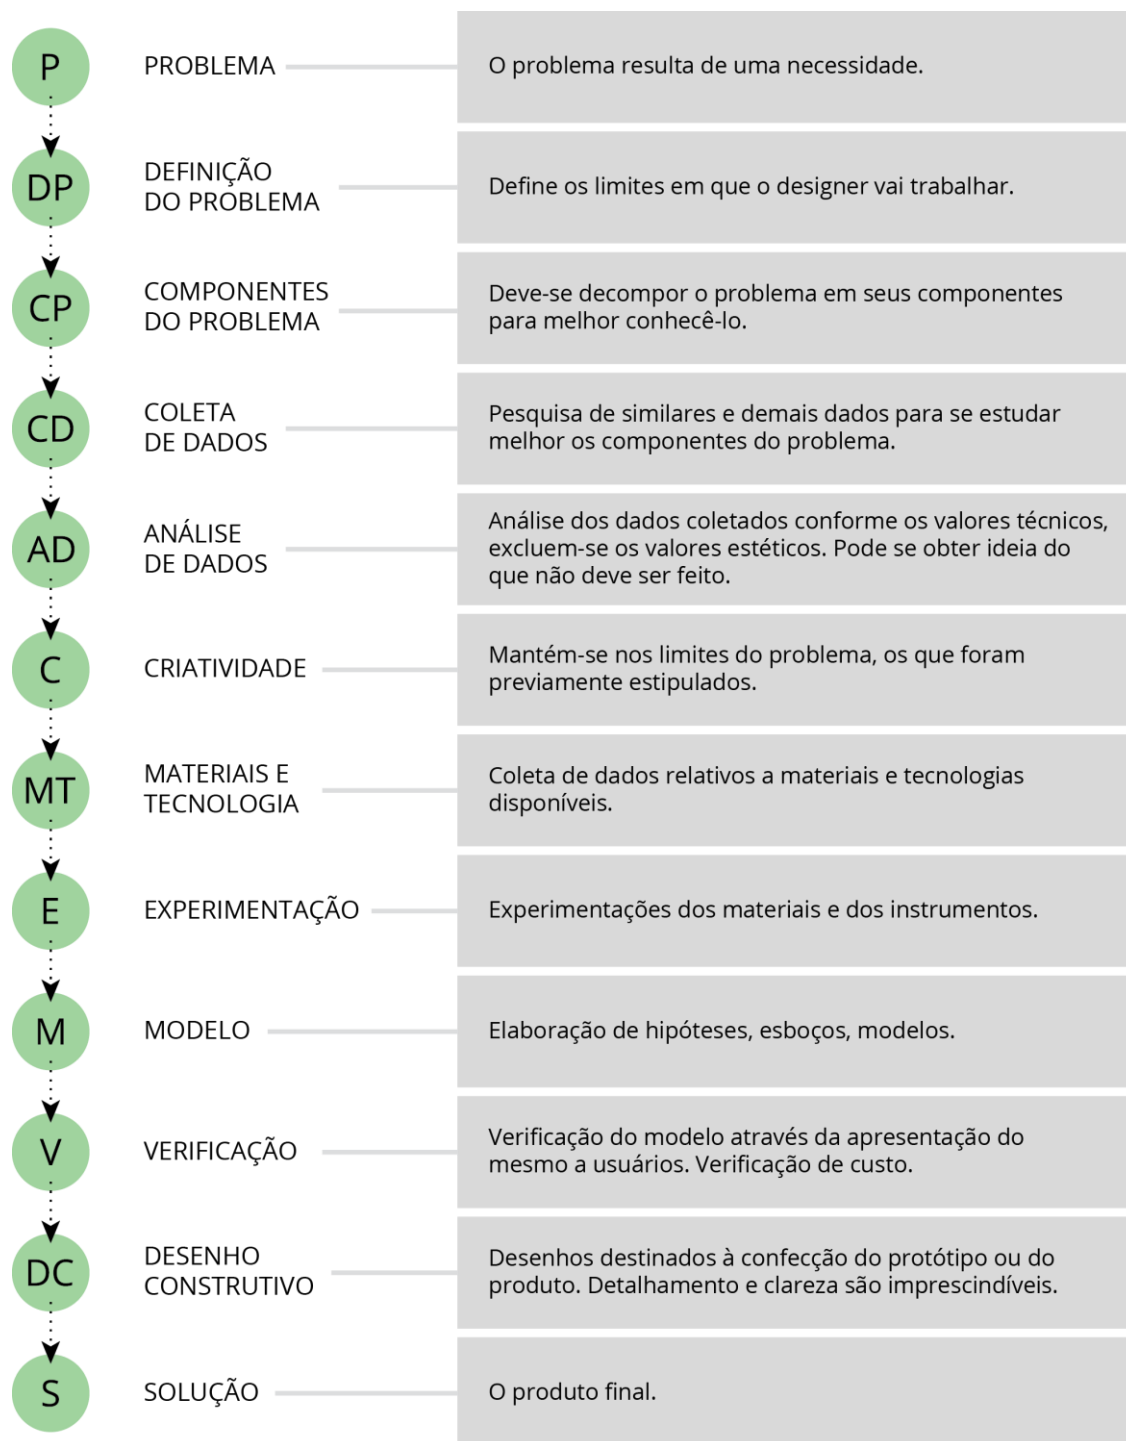 P
PROBLEMA
O problema resulta de uma necessidade.
DP
DEFINIÇÃO
DO PROBLEMA
Define os limites em que o designer vai trabalhar.
CP
COMPONENTES
DO PROBLEMA
Deve-se decompor o problema em seus componentes
para melhor conhecê-lo.
CD
COLETA
DE DADOS
Pesquisa de similares e demais dados para se estudar
melhor os componentes do problema.
AD
ANÁLISE
DE DADOS
Análise dos dados coletados conforme os valores técnicos,
excluem-se os valores estéticos. Pode se obter ideia do
que não deve ser feito.
C
CRIATIVIDADE
Mantém-se nos limites do problema, os que foram
previamente estipulados.
MT
MATERIAIS E
TECNOLOGIA
Coleta de dados relativos a materiais e tecnologias
disponíveis.
E
EXPERIMENTAÇÃO
Experimentações dos materiais e dos instrumentos.
M
MODELO
Elaboração de hipóteses, esboços, modelos.
V
VERIFICAÇÃO
Verificação do modelo através da apresentação do
mesmo a usuários. Verificação de custo.
DC
DESENHO
CONSTRUTIVO
Desenhos destinados à confecção do protótipo ou do
produto. Detalhamento e clareza são imprescindíveis.
S
SOLUÇÃO
O produto final.